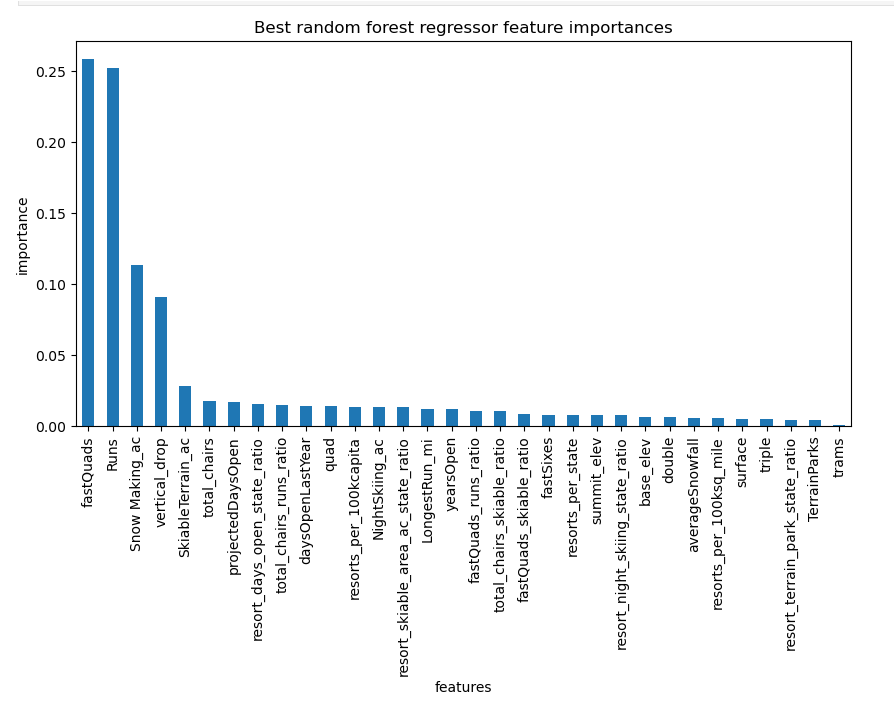 Best random forest regressor feature importances
importance
0.25
0.20
0.15
0.10
0.05
0.00
fastQuads
Runs
Snow Making_ac
vertical_drop
SkiableTerrain_ac
total_chairs
projectedDaysOpen
resort_days_open_state_ratio
total_chairs_runs_ratio
daysOpenLastYear
quad
resorts_per_100kcapita
NightSkiing_ac
resort_skiable_area_ac_state_ratio
LongestRun_mi
yearsOpen
fastQuads_runs_ratio
total_chairs_skiable_ratio
fastQuads_skiable_ratio
fastSixes
resorts_per_state
summit_elev
resort_night_skiing_state_ratio
base_elev
double
averageSnowfall
resorts_per_100ksq_mile
surface
triple
resort_terrain_park_state_ratio
TerrainParks
trams
features